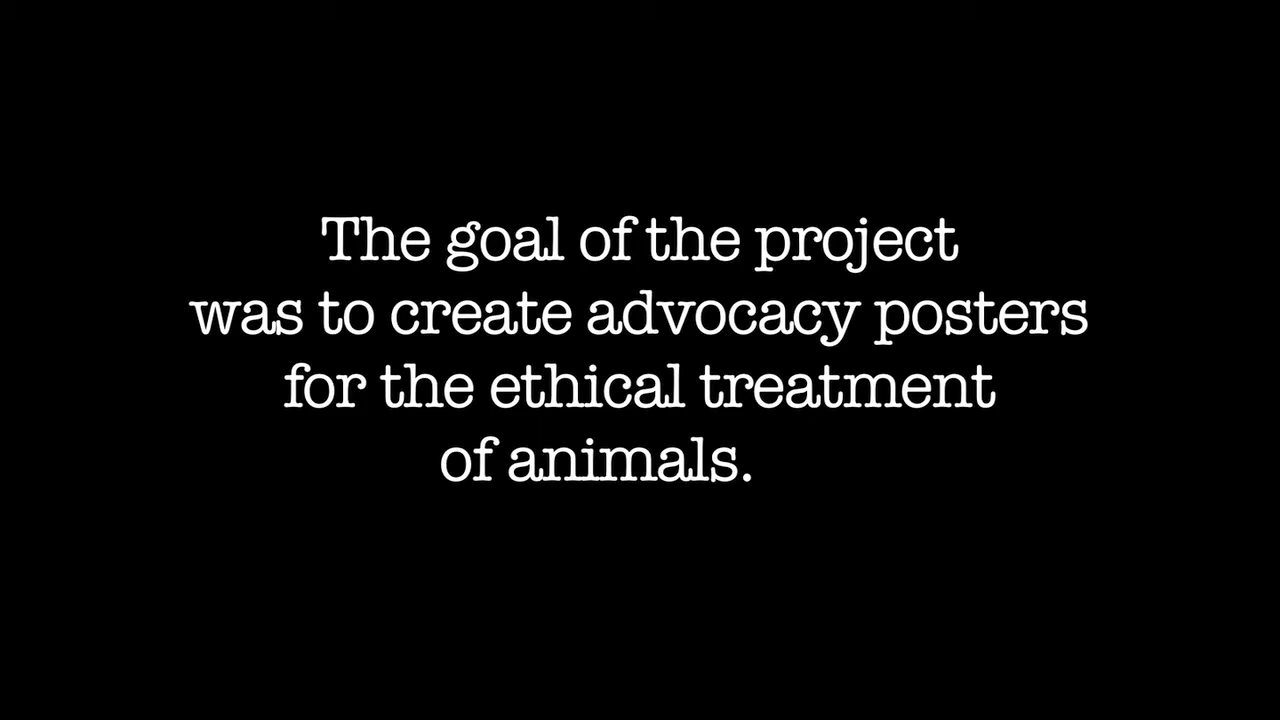 The goal of the project
was to create advocacy posters
for the ethical treatment
of animals.